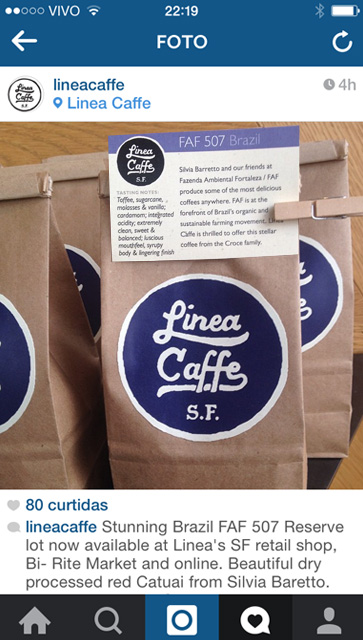 VIVO 22:19
FOTO
lineacaffe 4h
Linea Caffe
Linea
Caffe
S.F.
FAF 507 Brazil
TASTING NOTES:
Toffee, sugarcane,
molasses & vanilla;
cardamom; integrated
acidity; extremely
clean, sweet &
balanced; luscious
mouthfeel, syrupy
body & lingering finish
Silvia Barretto and our friends at
Fazenda Ambiental Fortaleza / FAF
produce some of the most delicious
coffees anywhere. FAF is at the
forefront of Brazil's organic and
sustainable farming movement.
Caffe is thrilled to offer this stellar
coffee from the Croce family.
Linea
Caffe
S.F.
80 curtidas
lineacaffe Stunning Brazil FAF 507 Reserve
lot now available at Linea's SF retail shop,
Bi- Rite Market and online. Beautiful dry
processed red Catuai from Silvia Baretto.